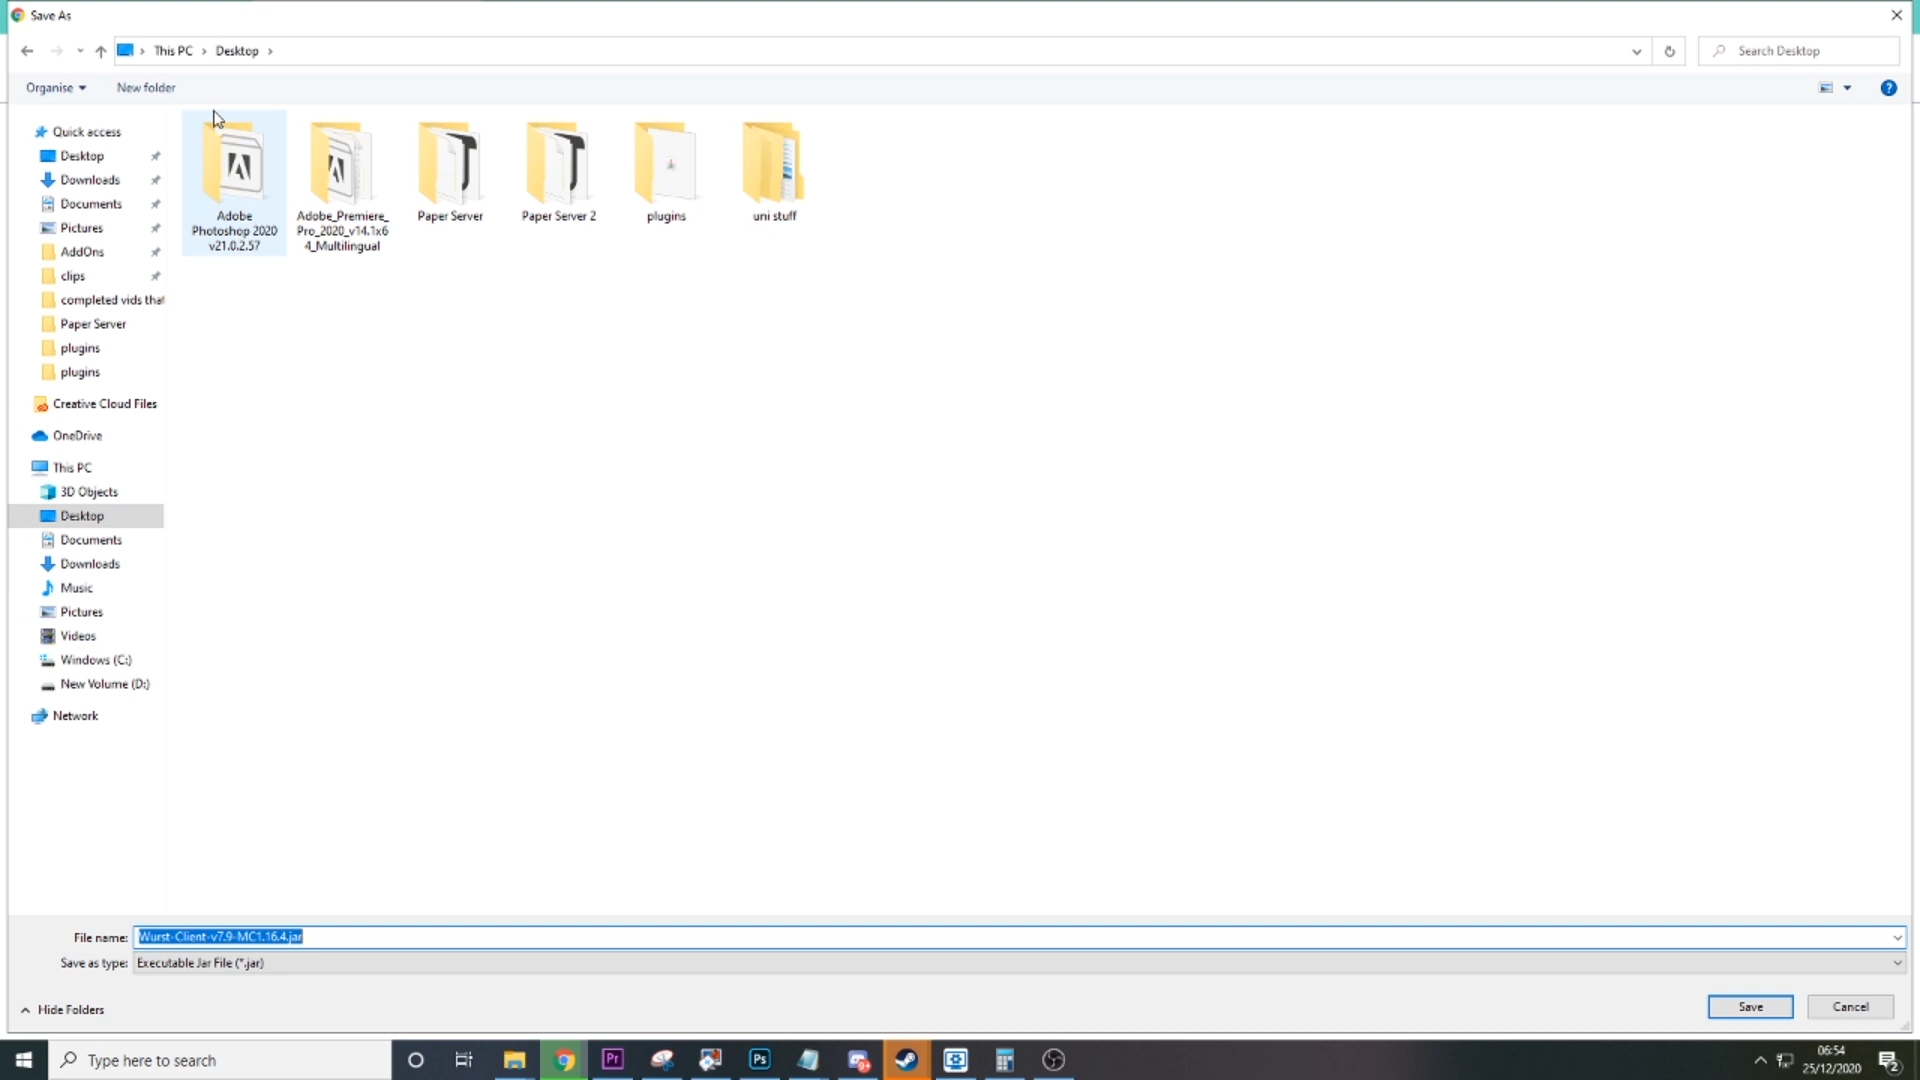 Save As
This PC
Desktop
Search Desktop
Organise
New folder
?
Quick access
Desktop
Downloads
Documents
Pictures
AddOns
clips
completed vids that
Paper Server
plugins
plugins
Creative Cloud Files
OneDrive
This PC
3D Objects
Desktop
Documents
Downloads
Music
Pictures
Videos
Windows (C:)
New Volume (D:)
Network
Adobe
Photoshop 2020
v21.0.2.57
Adobe_Premiere_
Pro_2020_v14.1x6
4_Multilingual
Paper Server
Paper Server 2
plugins
uni stuff
File name:
Wurst-Client-v7.9-MC1.16.4.jar
Save as type:
Executable Jar File (*.jar)
Hide Folders
Save
Cancel
Type here to search
Pr
Ps
06:54
25/12/2020
2